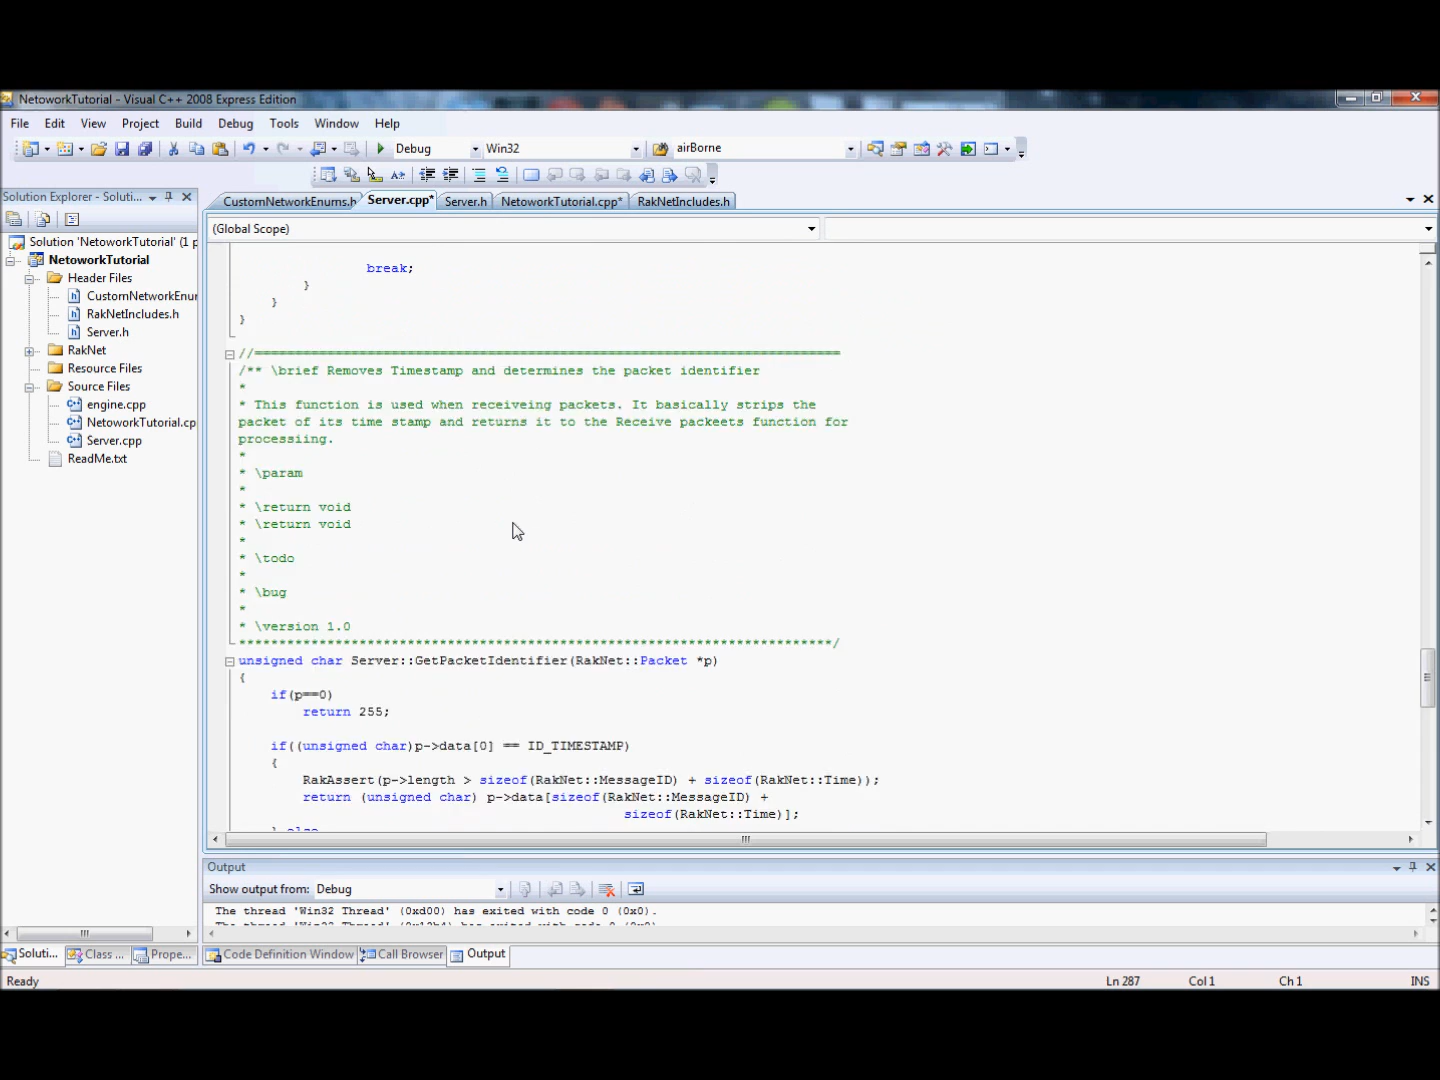 NetoworkTutorial - Visual C++ 2008 Express Edition
File Edit View Project Build Debug Tools Window Help
Debug Win32 airBorne
Solution Explorer - Soluti...
CustomNetworkEnums.h Server.cpp* Server.h NetoworkTutorial.cpp* RakNetIncludes.h
(Global Scope)
Solution 'NetoworkTutorial' (1 p
NetoworkTutorial
Header Files
CustomNetworkEnu
RakNetIncludes.h
Server.h
RakNet
Resource Files
Source Files
engine.cpp
NetoworkTutorial.cp
Server.cpp
ReadMe.txt
break;
}
}
}
//=========================================================================
/** \brief Removes Timestamp and determines the packet identifier
*
* This function is used when receiveing packets. It basically strips the
packet of its time stamp and returns it to the Receive packeets function for
processiing.
*
* \param
*
* \return void
* \return void
*
* \todo
*
* \bug
*
* \version 1.0
**************************************************************************/
unsigned char Server::GetPacketIdentifier(RakNet::Packet *p)
{
if(p==0)
return 255;
if((unsigned char)p->data[0] == ID_TIMESTAMP)
{
RakAssert(p->length > sizeof(RakNet::MessageID) + sizeof(RakNet::Time));
return (unsigned char) p->data[sizeof(RakNet::MessageID) +
sizeof(RakNet::Time)];
} else
Output
Show output from: Debug
The thread 'Win32 Thread' (0xd00) has exited with code 0 (0x0).
Soluti... Class ... Prope... Code Definition Window Call Browser Output
Ready Ln 287 Col 1 Ch 1 INS